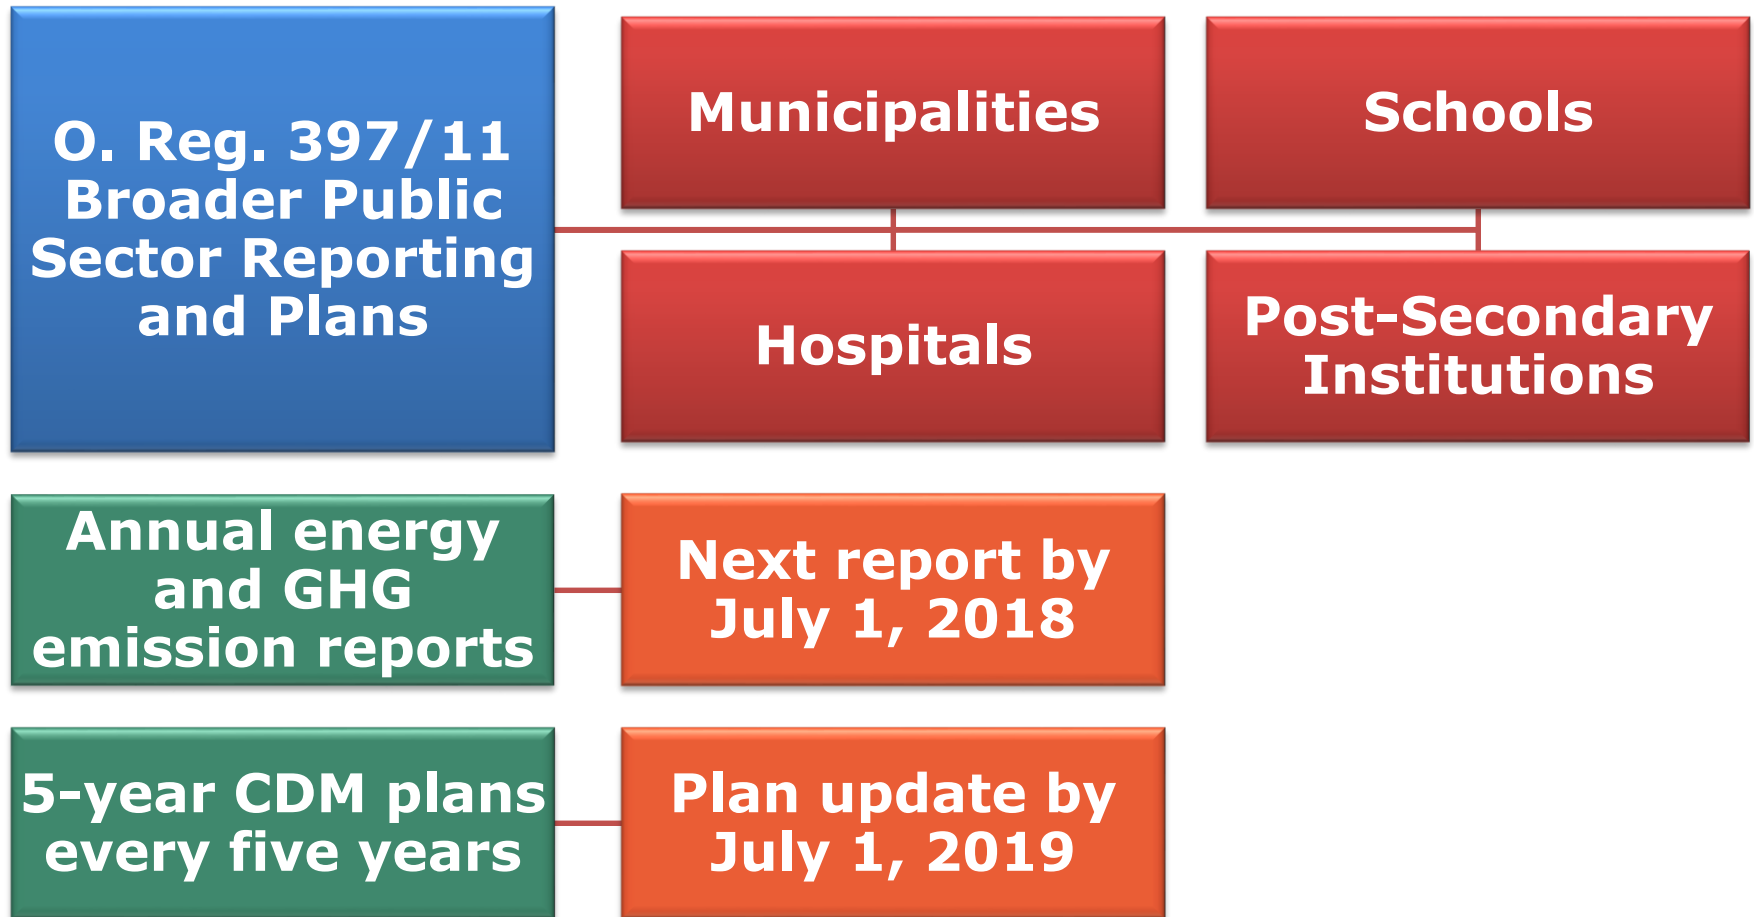 O. Reg. 397/11
Broader Public
Sector Reporting
and Plans
Municipalities
Schools
Hospitals
Post-Secondary
Institutions
Annual energy
and GHG
emission reports
Next report by
July 1, 2018
5-year CDM plans
every five years
Plan update by
July 1, 2019